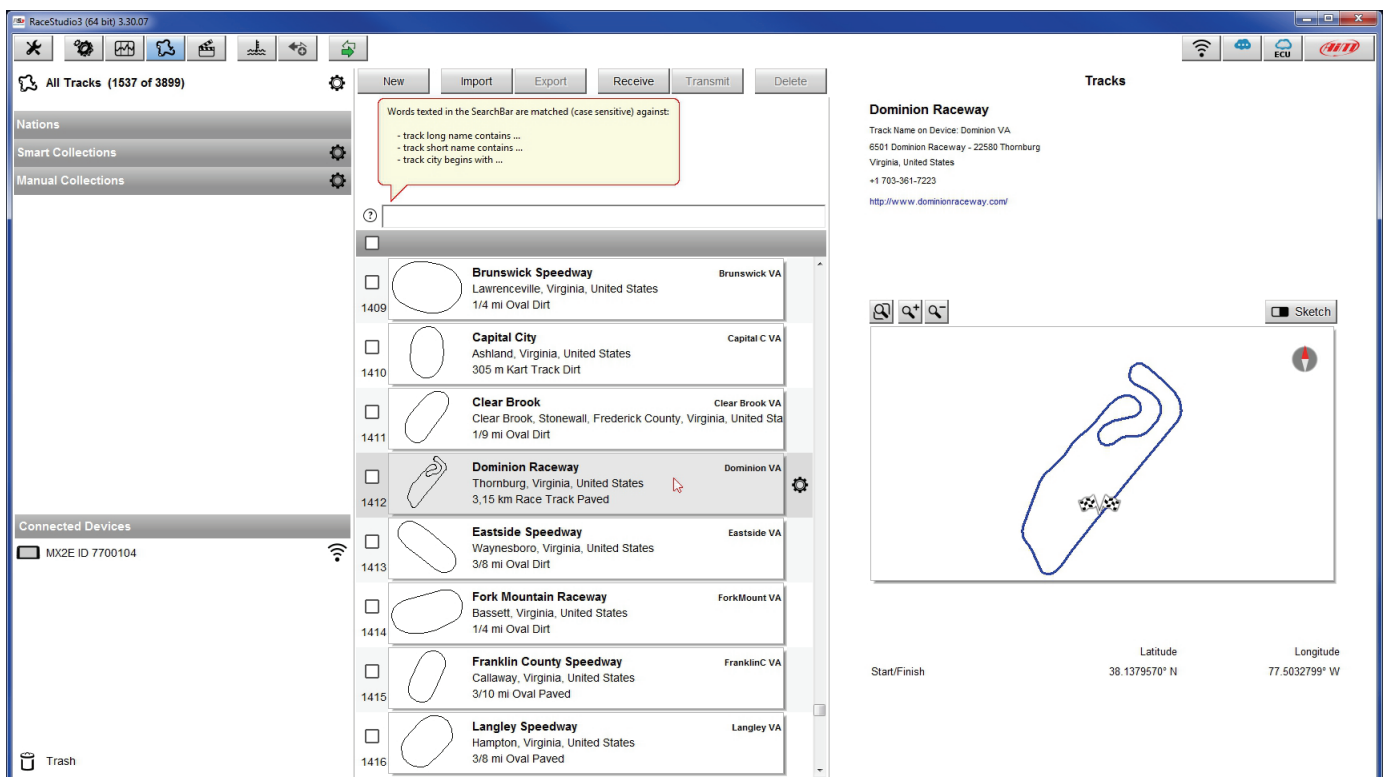 RaceStudio3 (64 bit) 3.30.07
ECU
AiM
All Tracks (1537 of 3899)
Nations
Smart Collections
Manual Collections
Connected Devices
MX2E ID 7700104
Trash
New
Import
Export
Receive
Transmit
Delete
Words texted in the SearchBar are matched (case sensitive) against:
- track long name contains ...
- track short name contains ...
- track city begins with ...
?
Brunswick Speedway
Brunswick VA
Lawrenceville, Virginia, United States
1/4 mi Oval Dirt
1409
Capital City
Capital C VA
Ashland, Virginia, United States
305 m Kart Track Dirt
1410
Clear Brook
Clear Brook VA
Clear Brook, Stonewall, Frederick County, Virginia, United Sta
1/9 mi Oval Dirt
1411
Dominion Raceway
Dominion VA
Thornburg, Virginia, United States
3,15 km Race Track Paved
1412
Eastside Speedway
Eastside VA
Waynesboro, Virginia, United States
3/8 mi Oval Dirt
1413
Fork Mountain Raceway
ForkMount VA
Bassett, Virginia, United States
1/4 mi Oval Dirt
1414
Franklin County Speedway
FranklinC VA
Callaway, Virginia, United States
3/10 mi Oval Paved
1415
Langley Speedway
Langley VA
Hampton, Virginia, United States
3/8 mi Oval Paved
1416
Tracks
Dominion Raceway
Track Name on Device: Dominion VA
6501 Dominion Raceway - 22580 Thornburg
Virginia, United States
+1 703-361-7223
http://www.dominionraceway.com/
Sketch
Latitude
Longitude
Start/Finish
38.1379570° N
77.5032799° W